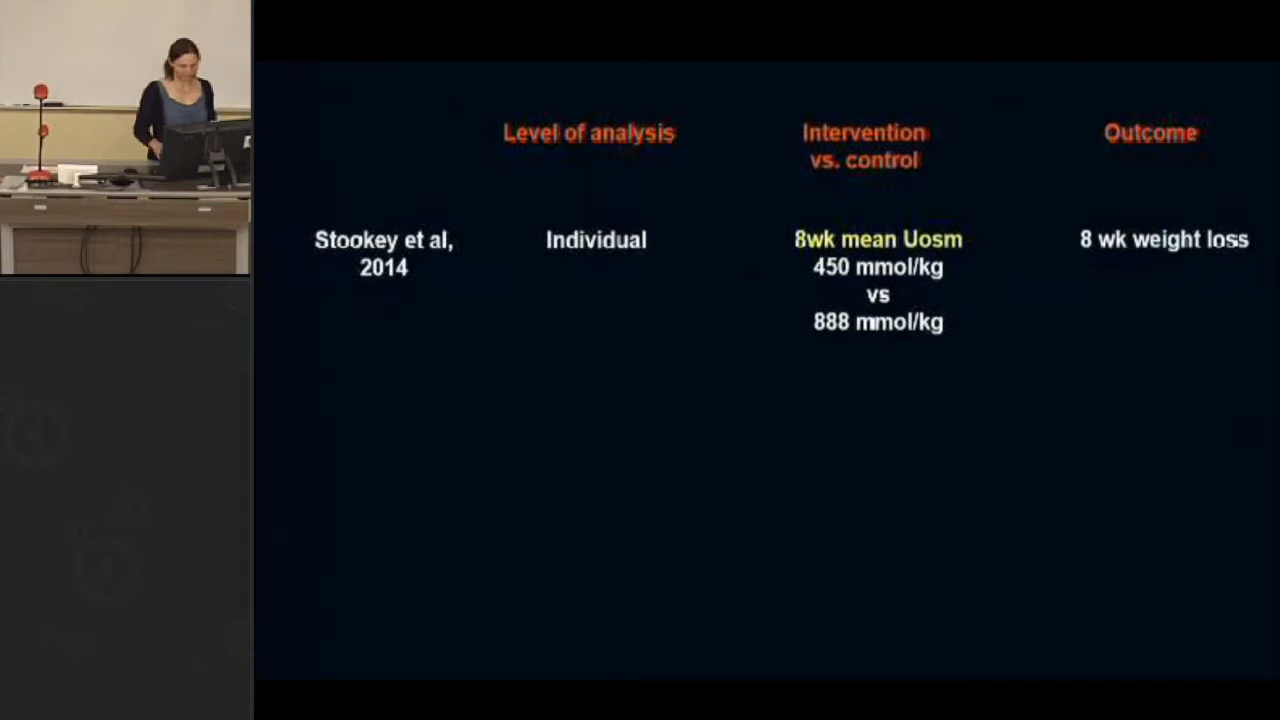 Level of analysis
Intervention
vs. control
Outcome
Stookey et al,
2014
Individual
8wk mean Uosm
450 mmol/kg
vs
888 mmol/kg
8 wk weight loss